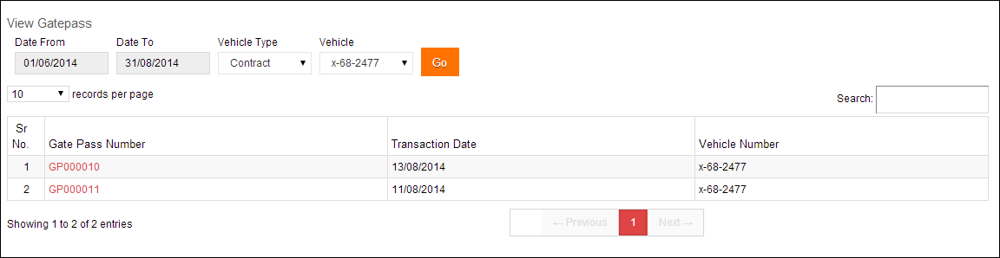 View Gatepass
Date From Date To Vehicle Type Vehicle
01/06/2014 31/08/2014 Contract x-68-2477 Go
10 records per page Search:
Sr No. Gate Pass Number Transaction Date Vehicle Number
1 GP000010 13/08/2014 x-68-2477
2 GP000011 11/08/2014 x-68-2477
Showing 1 to 2 of 2 entries ← Previous 1 Next →